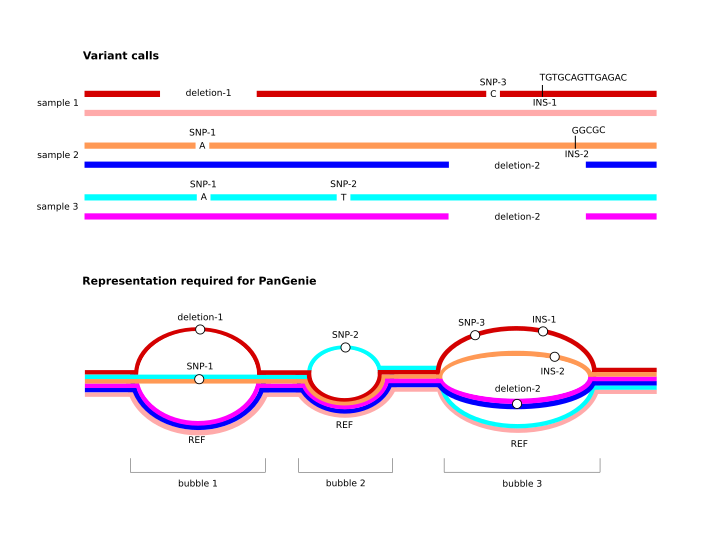 Variant calls
TGTGCAGTTGAGAC
SNP-3
deletion-1
C
sample 1
INS-1
GGCGC
SNP-1
A
sample 2
INS-2
deletion-2
SNP-1
SNP-2
A
T
sample 3
deletion-2
Representation required for PanGenie
deletion-1
SNP-3
INS-1
SNP-2
SNP-1
INS-2
deletion-2
REF
REF
REF
bubble 1
bubble 2
bubble 3